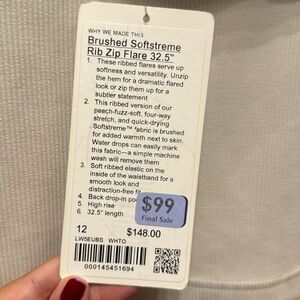 WHY WE MADE THIS
Brushed Softstreme
Rib Zip Flare 32.5"
1. These ribbed flares serve up
softness and versatility. Unzip
the hem for a dramatic flared
look or zip them up for a
subtler statement
2. This ribbed version of our
peach-fuzz-soft, four-way
stretch, and quick-drying
Softstreme™ fabric is brushed
for added warmth next to skin.
Water drops can easily mark
this fabric—a simple machine
wash will remove them
3. Soft ribbed elastic on the
inside of the waistband for a
smooth look and
distraction-free
4. Back drop-in
5. High rise
6. 32.5" length
$99
Final Sale
12 $148.00
LW5EUBS WHTO
000145451694